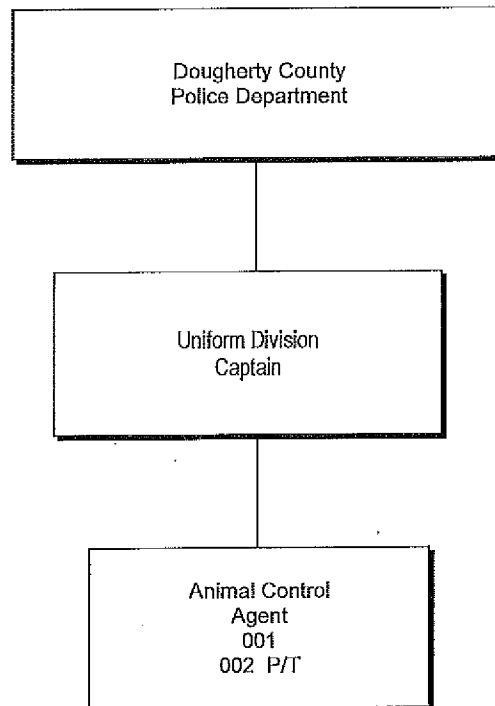 Dougherty County
Police Department
Uniform Division
Captain
Animal Control
Agent
001
002 P/T